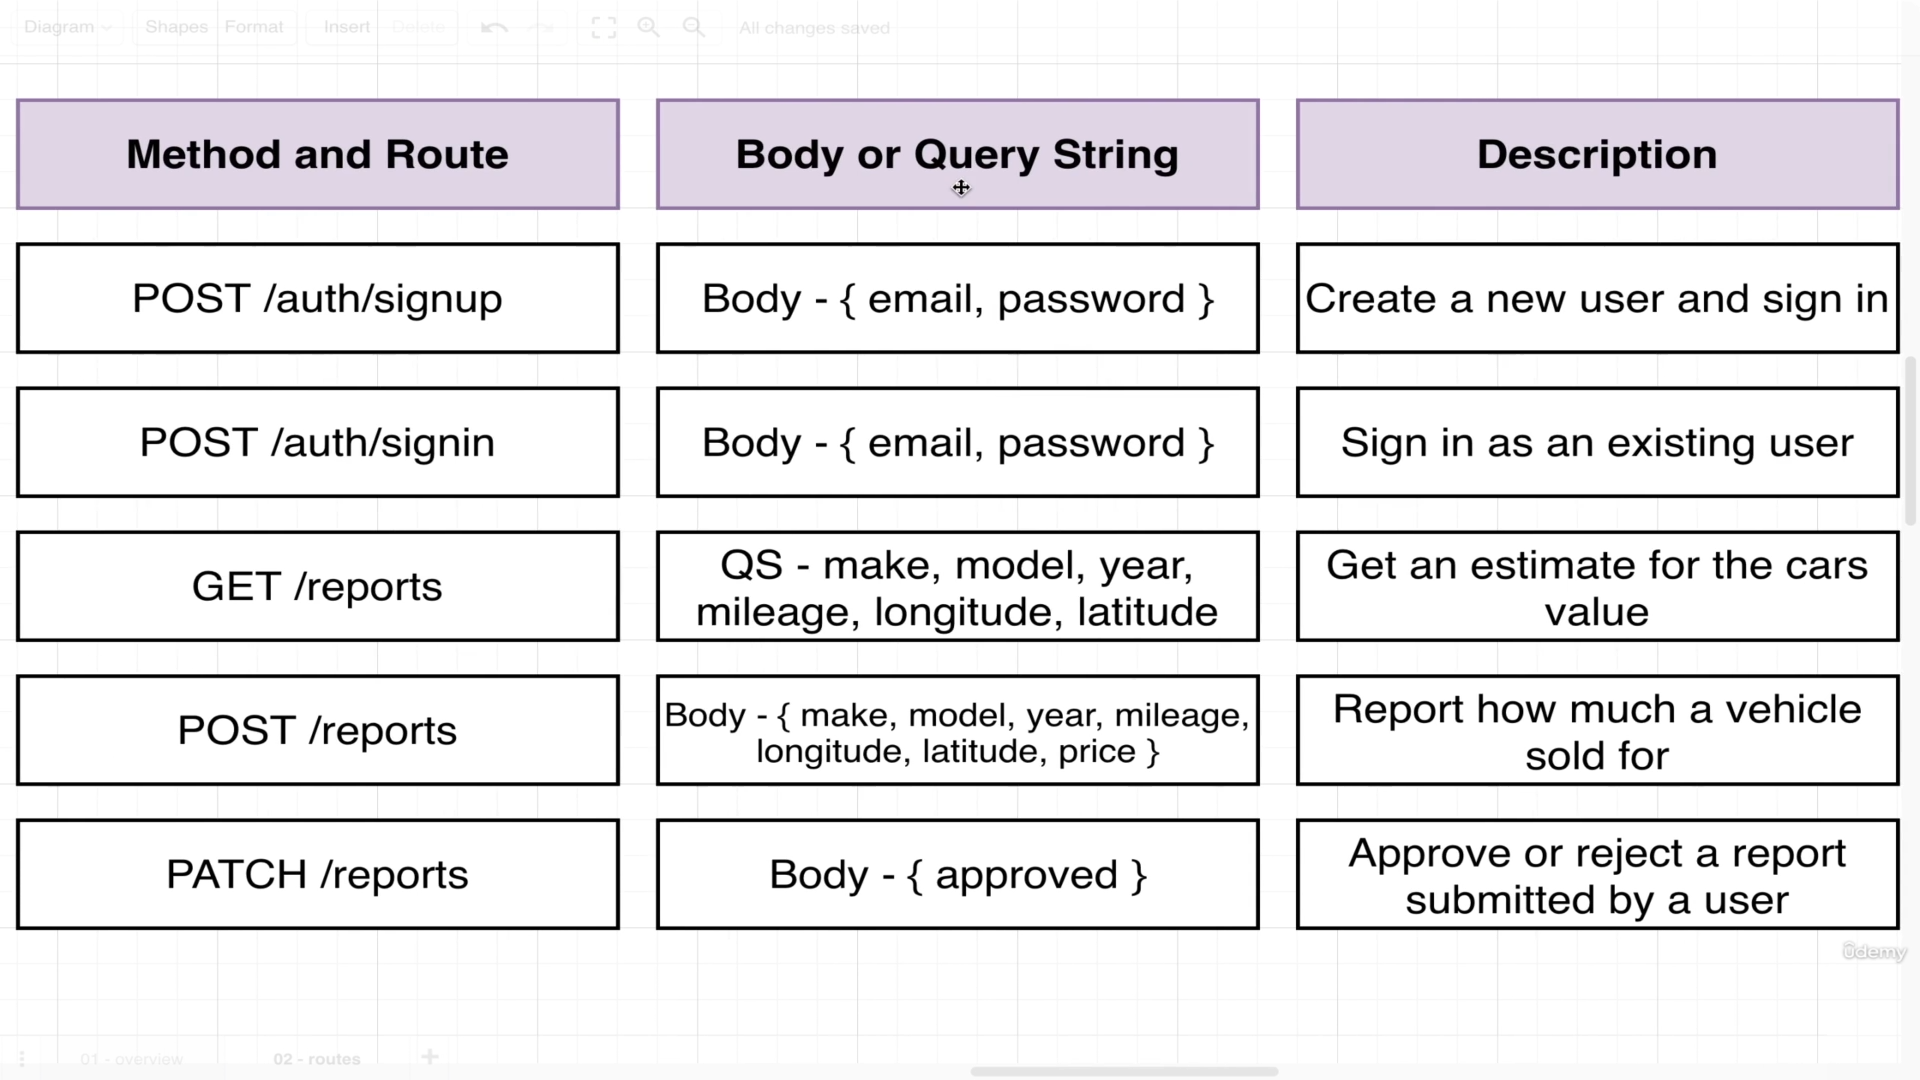 Diagram
Shapes
Format
Insert
Delete
All changes saved
Method and Route
Body or Query String
Description
POST /auth/signup
Body - { email, password }
Create a new user and sign in
POST /auth/signin
Body - { email, password }
Sign in as an existing user
GET /reports
QS - make, model, year,
mileage, longitude, latitude
Get an estimate for the cars
value
POST /reports
Body - { make, model, year, mileage,
longitude, latitude, price }
Report how much a vehicle
sold for
PATCH /reports
Body - { approved }
Approve or reject a report
submitted by a user
ûdemy
01 - overview
02 - routes